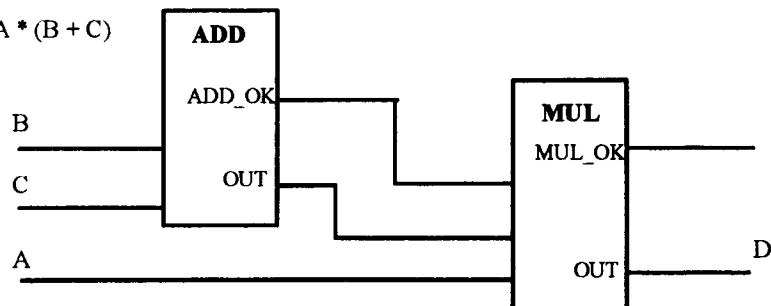 A * (B + C)
ADD
ADD_OK
B
OUT
C
A
MUL
MUL_OK
OUT
D